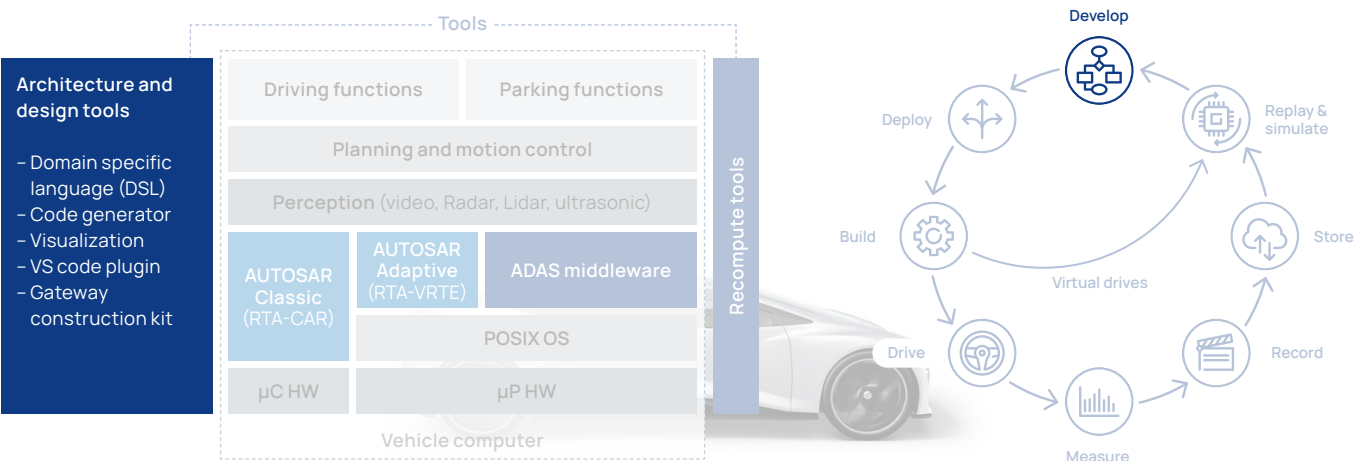 Tools
Architecture and
design tools
– Domain specific
language (DSL)
– Code generator
– Visualization
– VS code plugin
– Gateway
construction kit
Driving functions
Parking functions
Planning and motion control
Perception (video, Radar, Lidar, ultrasonic)
AUTOSAR
Classic
(RTA-CAR)
AUTOSAR
Adaptive
(RTA-VRTE)
ADAS middleware
POSIX OS
µC HW
µP HW
Vehicle computer
Recompute tools
Develop
Deploy
Replay &
simulate
Build
Store
Virtual drives
Drive
Record
Measure